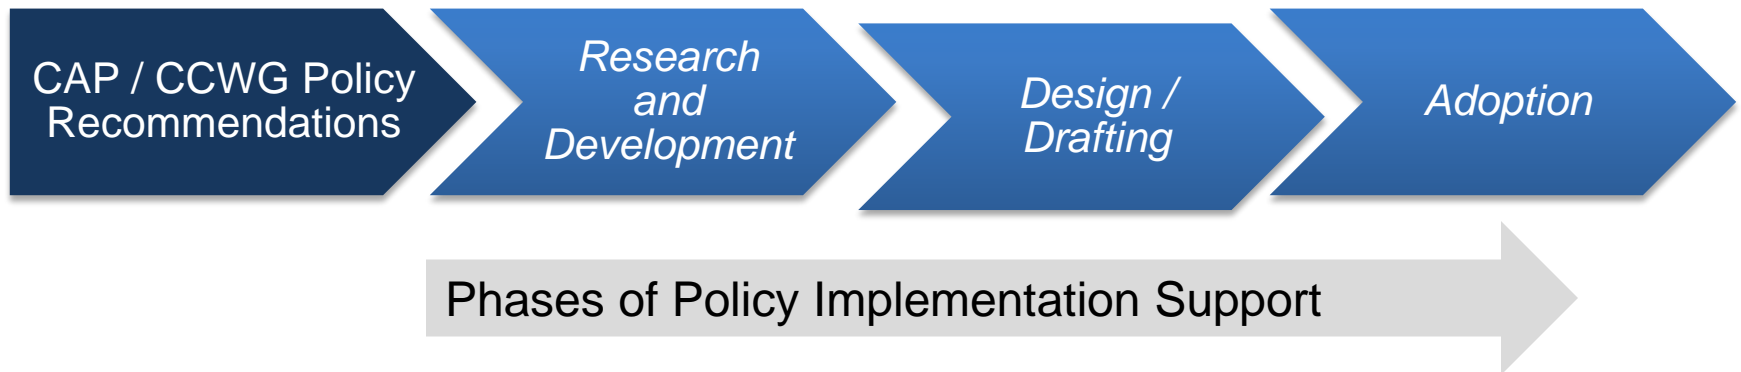 CAP / CCWG Policy
Recommendations
Research
and
Development
Design /
Drafting
Adoption
Phases of Policy Implementation Support